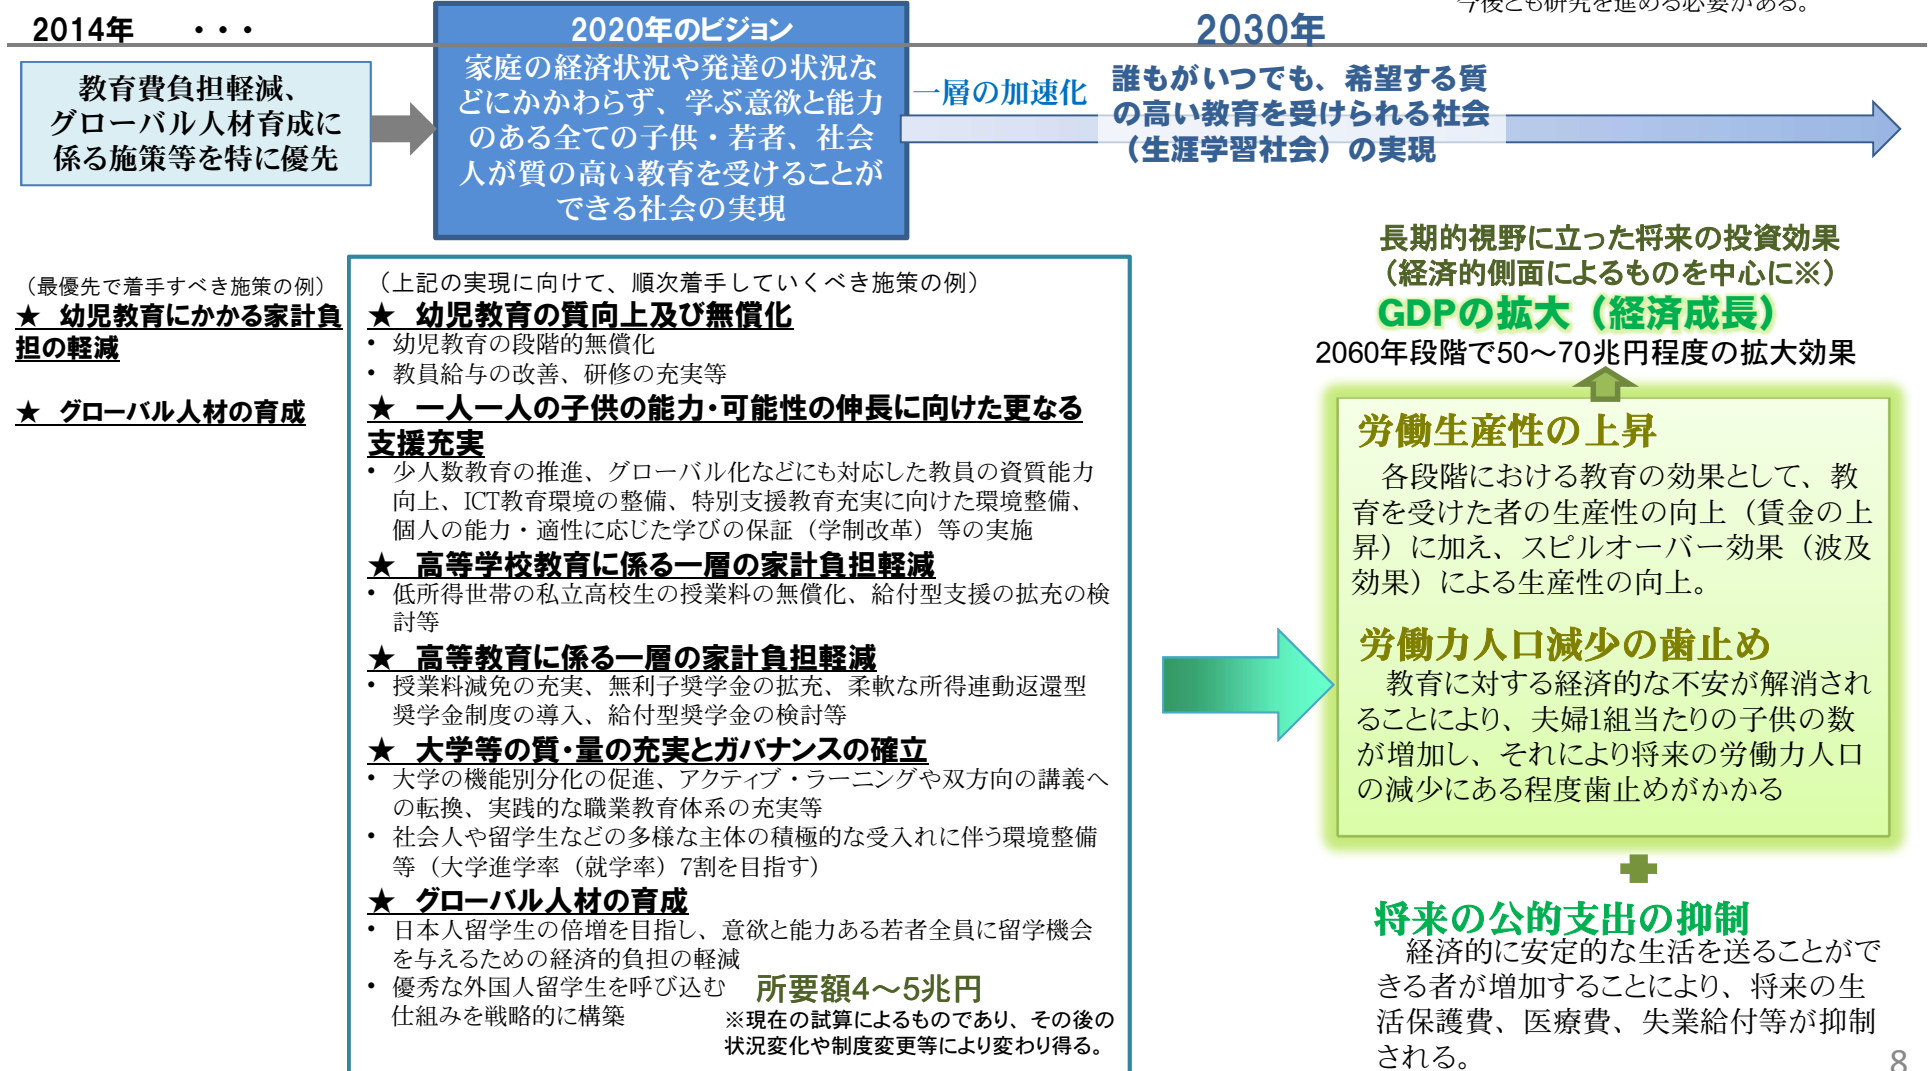 今後とも研究を進める必要がある。
2014年　・・・
教育費負担軽減、
グローバル人材育成に
係る施策等を特に優先
2020年のビジョン
家庭の経済状況や発達の状況な
どにかかわらず、学ぶ意欲と能力
のある全ての子供・若者、社会
人が質の高い教育を受けることが
できる社会の実現
一層の加速化
2030年
誰もがいつでも、希望する質
の高い教育を受けられる社会
（生涯学習社会）の実現
（最優先で着手すべき施策の例）
★ 幼児教育にかかる家計負
担の軽減
★ グローバル人材の育成
（上記の実現に向けて、順次着手していくべき施策の例）
★ 幼児教育の質向上及び無償化
• 幼児教育の段階的無償化
• 教員給与の改善、研修の充実等
★ 一人一人の子供の能力・可能性の伸長に向けた更なる
支援充実
• 少人数教育の推進、グローバル化などにも対応した教員の資質能力
向上、ICT教育環境の整備、特別支援教育充実に向けた環境整備、
個人の能力・適性に応じた学びの保証（学制改革）等の実施
★ 高等学校教育に係る一層の家計負担軽減
• 低所得世帯の私立高校生の授業料の無償化、給付型支援の拡充の検
討等
★ 高等教育に係る一層の家計負担軽減
• 授業料減免の充実、無利子奨学金の拡充、柔軟な所得連動返還型
奨学金制度の導入、給付型奨学金の検討等
★ 大学等の質・量の充実とガバナンスの確立
• 大学の機能別分化の促進、アクティブ・ラーニングや双方向の講義へ
の転換、実践的な職業教育体系の充実等
• 社会人や留学生などの多様な主体の積極的な受入れに伴う環境整備
等（大学進学率（就学率）7割を目指す）
★ グローバル人材の育成
• 日本人留学生の倍増を目指し、意欲と能力ある若者全員に留学機会
を与えるための経済的負担の軽減
• 優秀な外国人留学生を呼び込む
仕組みを戦略的に構築
所要額4～5兆円
※現在の試算によるものであり、その後の
状況変化や制度変更等により変わり得る。
長期的視野に立った将来の投資効果
（経済的側面によるものを中心に※）
GDPの拡大（経済成長）
2060年段階で50～70兆円程度の拡大効果
労働生産性の上昇
各段階における教育の効果として、教
育を受けた者の生産性の向上（賃金の上
昇）に加え、スピルオーバー効果（波及
効果）による生産性の向上。
労働力人口減少の歯止め
教育に対する経済的な不安が解消され
ることにより、夫婦1組当たりの子供の数
が増加し、それにより将来の労働力人口
の減少にある程度歯止めがかかる
将来の公的支出の抑制
経済的に安定的な生活を送ることがで
きる者が増加することにより、将来の生
活保護費、医療費、失業給付等が抑制
される。
8